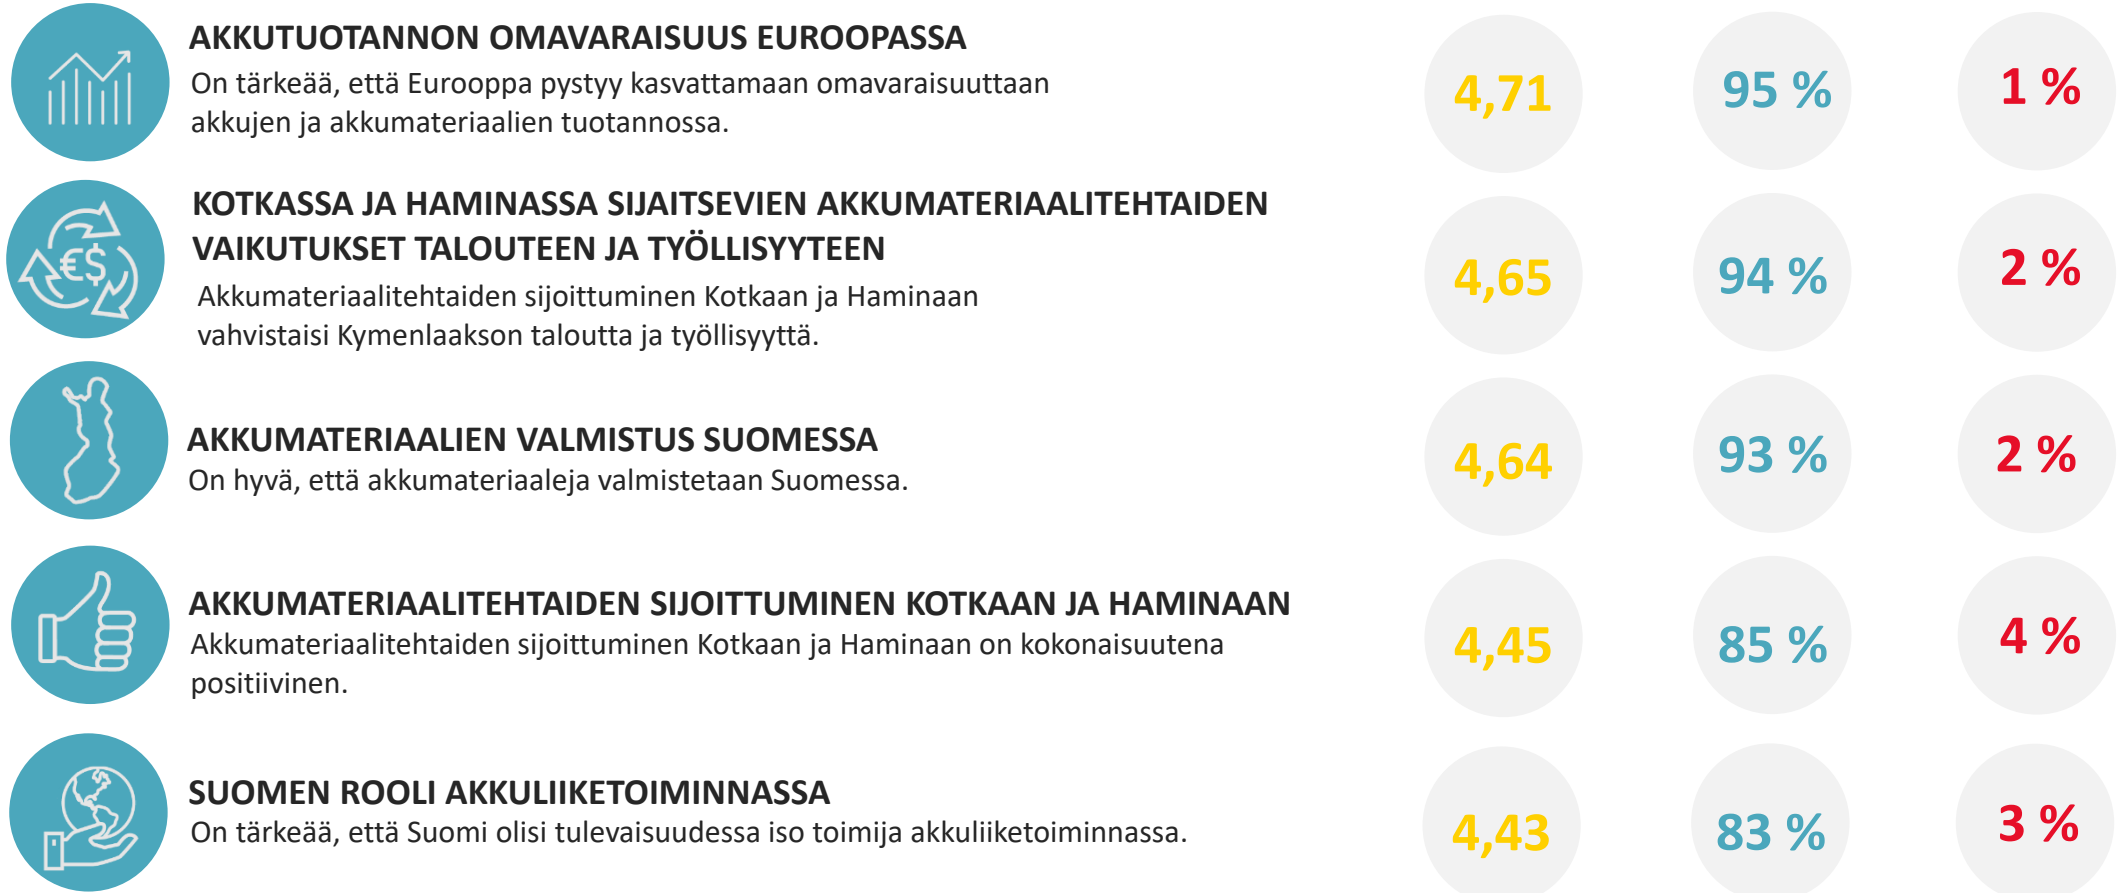 AKKUTUOTANNON OMAVARAISUUS EUROOPASSA
On tärkeää, että Eurooppa pystyy kasvattamaan omavaraisuuttaan
akkujen ja akkumateriaalien tuotannossa.
4,71
95 %
1 %
KOTKASSA JA HAMINASSA SIJAITSEVIEN AKKUMATERIAALITEHTAIDEN
VAIKUTUKSET TALOUTEEN JA TYÖLLISYYTEEN
Akkumateriaalitehtaiden sijoittuminen Kotkaan ja Haminaan
vahvistaisi Kymenlaakson taloutta ja työllisyyttä.
€$
4,65
94 %
2 %
AKKUMATERIAALIEN VALMISTUS SUOMESSA
On hyvä, että akkumateriaaleja valmistetaan Suomessa.
4,64
93 %
2 %
AKKUMATERIAALITEHTAIDEN SIJOITTUMINEN KOTKAAN JA HAMINAAN
Akkumateriaalitehtaiden sijoittuminen Kotkaan ja Haminaan on kokonaisuutena
positiivinen.
4,45
85 %
4 %
SUOMEN ROOLI AKKULIIKETOIMINNASSA
On tärkeää, että Suomi olisi tulevaisuudessa iso toimija akkuliiketoiminnassa.
4,43
83 %
3 %